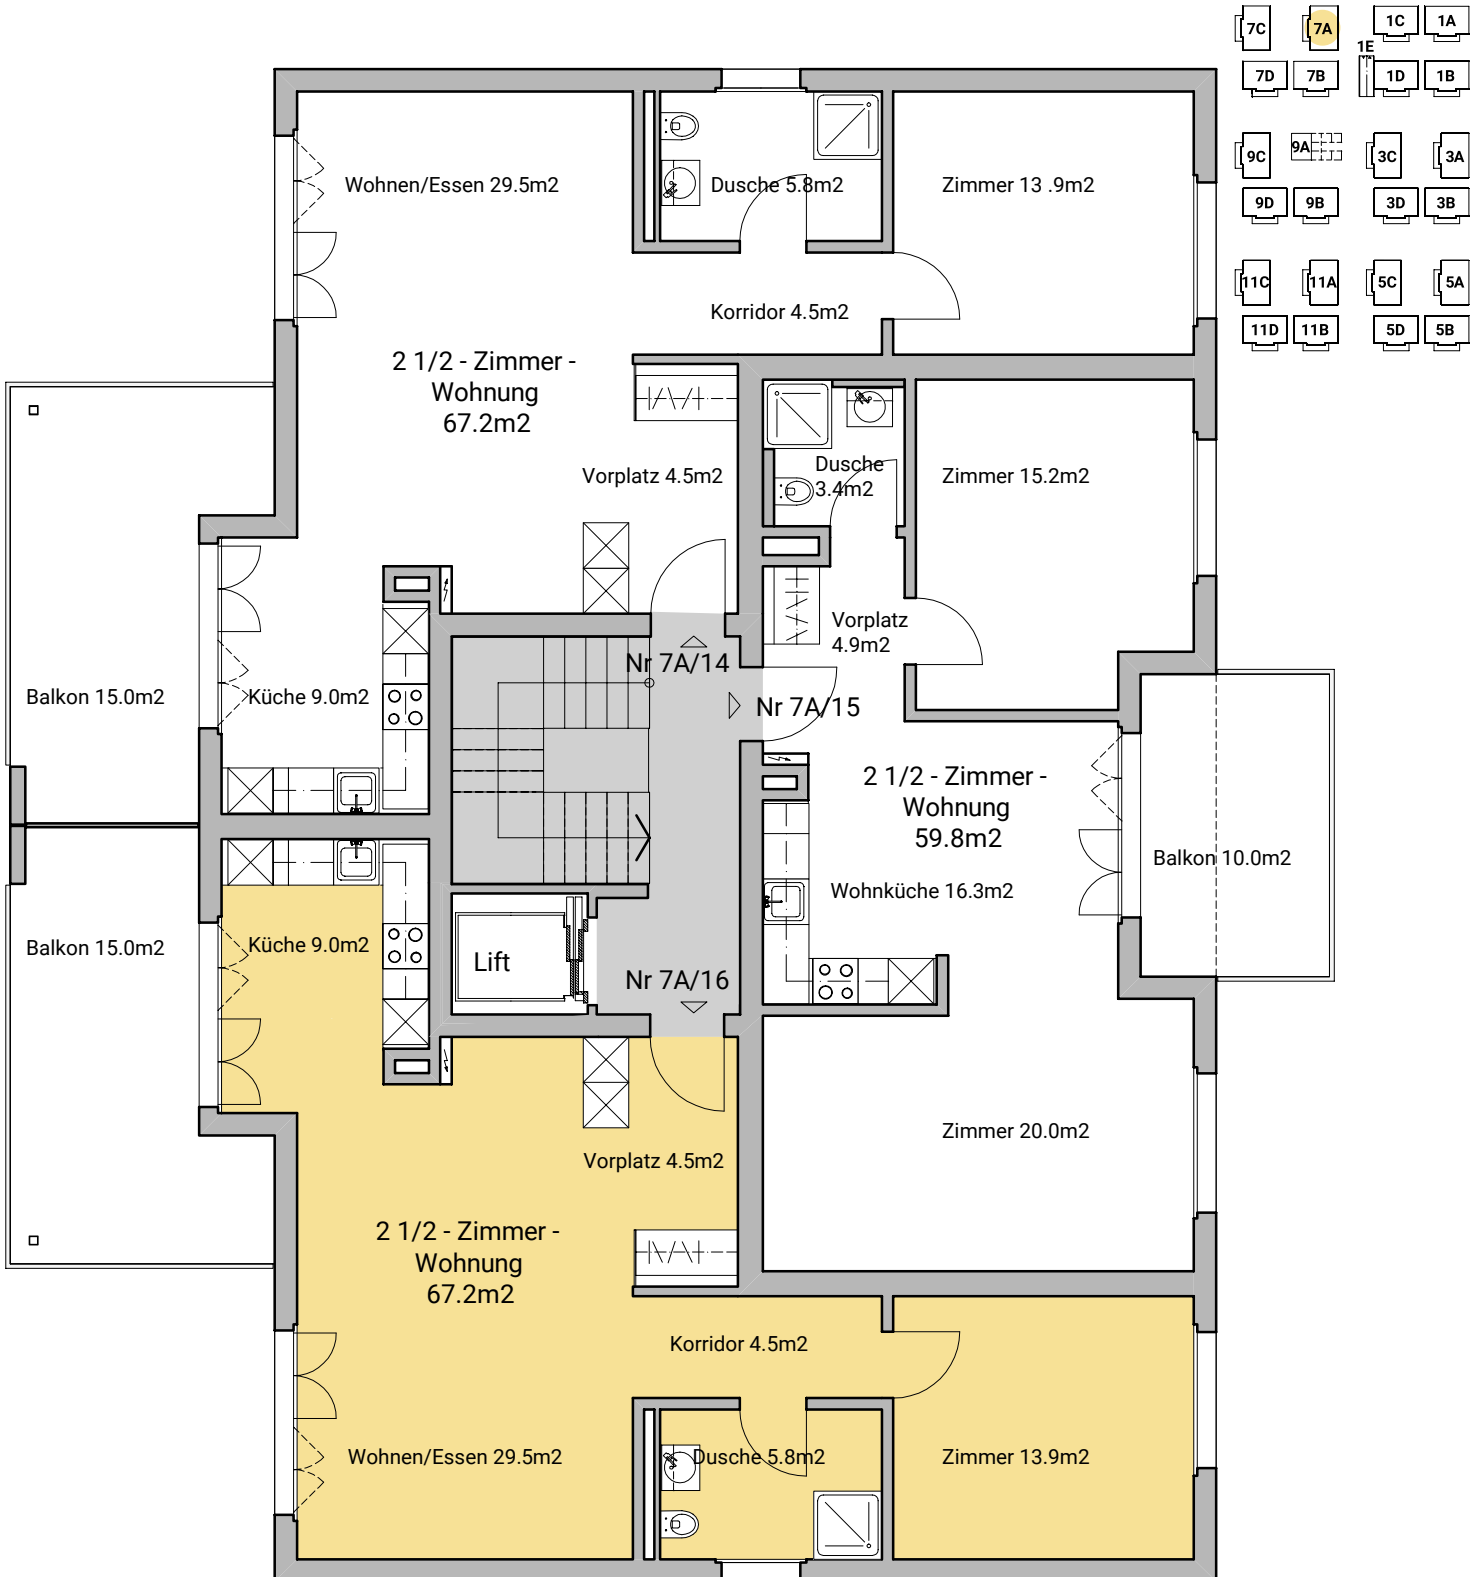 7C
7A
1C
1A
1E
7D
7B
1D
1B
9C
9A
3C
3A
9D
9B
3D
3B
11C
11A
5C
5A
11D
11B
5D
5B
Wohnen/Essen 29.5m2
Dusche 5.8m2
Zimmer 13 .9m2
Korridor 4.5m2
2 1/2 - Zimmer -
Wohnung
67.2m2
Vorplatz 4.5m2
Dusche
3.4m2
Zimmer 15.2m2
Vorplatz
4.9m2
Nr 7A/14
Balkon 15.0m2
Küche 9.0m2
Nr 7A/15
2 1/2 - Zimmer -
Wohnung
59.8m2
Balkon 10.0m2
Wohnküche 16.3m2
Balkon 15.0m2
Küche 9.0m2
Lift
Nr 7A/16
Zimmer 20.0m2
Vorplatz 4.5m2
2 1/2 - Zimmer -
Wohnung
67.2m2
Korridor 4.5m2
Wohnen/Essen 29.5m2
Dusche 5.8m2
Zimmer 13.9m2